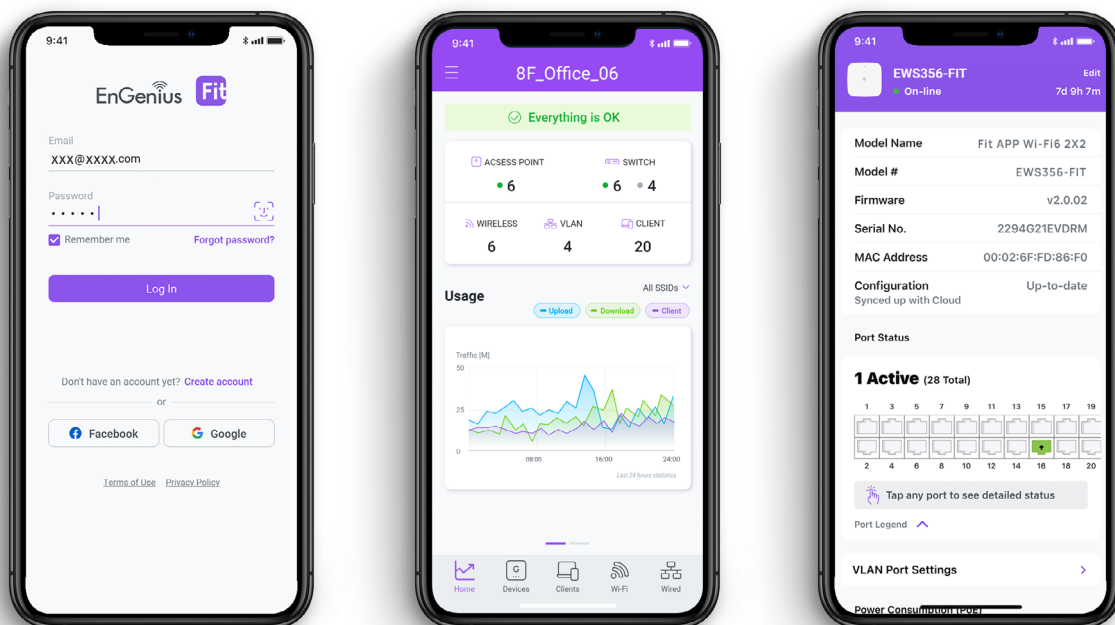 9:41
EnGenius Fit
Email
XXX@XXXX.com
Password
Remember me
Forgot password?
Log In
Don't have an account yet? Create account
or
Facebook
Google
Terms of Use Privacy Policy
9:41
8F_Office_06
Everything is OK
ACSESS POINT
SWITCH
6
6 4
WIRELESS
VLAN
CLIENT
6
4
20
Usage
All SSIDs
Upload
Download
Client
Traffic [M]
50
25
0
08:00
16:00
24:00
Last 24 hours statistics
Home
Devices
Clients
Wi-Fi
Wired
9:41
EWS356-FIT
Edit
On-line
7d 9h 7m
Model Name Fit APP Wi-Fi6 2X2
Model # EWS356-FIT
Firmware v2.0.02
Serial No. 2294G21EVDRM
MAC Address 00:02:6F:FD:86:F0
Configuration Up-to-date
Synced up with Cloud
Port Status
1 Active (28 Total)
1 3 5 7 9 11 13 15 17 19
2 4 6 8 10 12 14 16 18 20
Tap any port to see detailed status
Port Legend
VLAN Port Settings
Power Consumption (PoE)